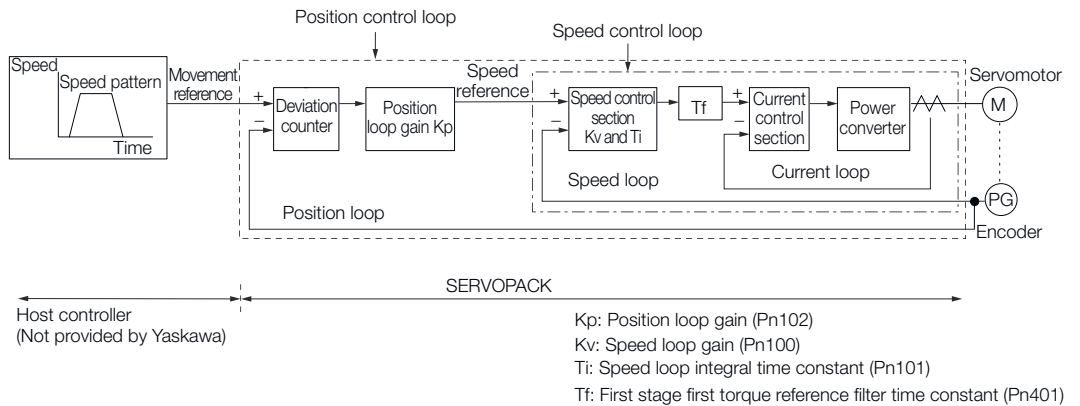 Position control loop
Speed control loop
Speed
Speed pattern
Time
Movement
reference
+
−
Deviation
counter
Position
loop gain Kp
Speed
reference
+
−
Speed control
section
Kv and Ti
Tf
+
−
Current
control
section
Power
converter
Servomotor
M
Current loop
Speed loop
Position loop
PG
Encoder
SERVOPACK
Host controller
(Not provided by Yaskawa)
Kp: Position loop gain (Pn102)
Kv: Speed loop gain (Pn100)
Ti: Speed loop integral time constant (Pn101)
Tf: First stage first torque reference filter time constant (Pn401)